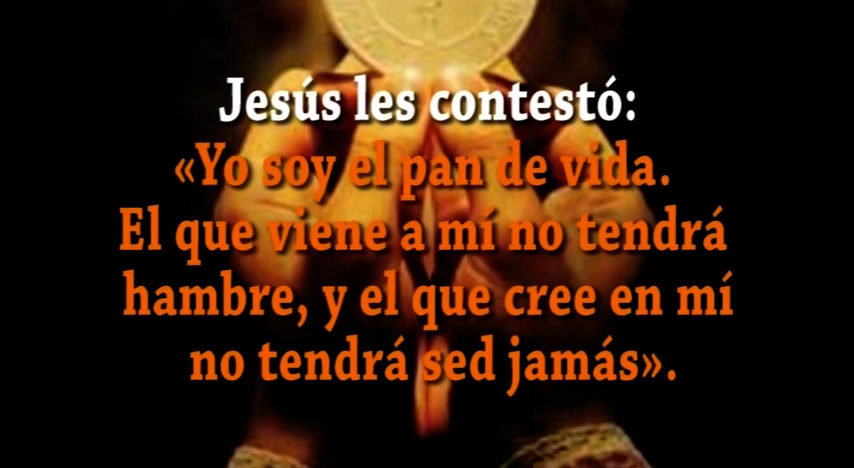 Jesús les contestó:
«Yo soy el pan de vida.
El que viene a mí no tendrá
hambre, y el que cree en mí
no tendrá sed jamás».